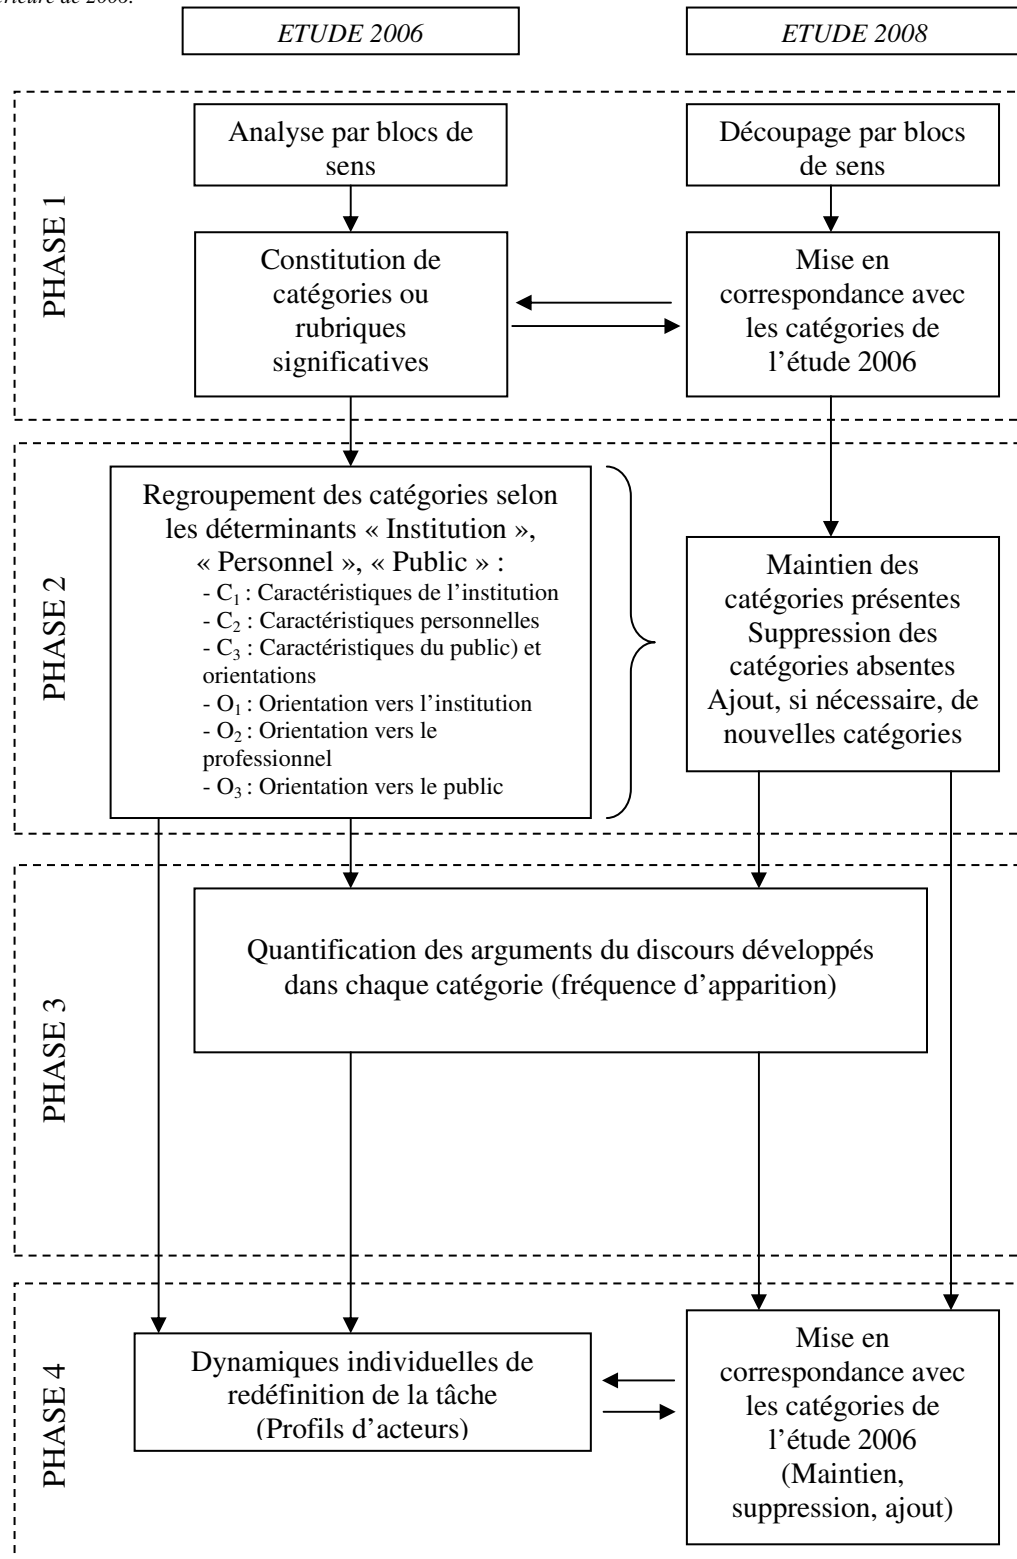 érieure de 2006.
ETUDE 2006
ETUDE 2008
PHASE 1
Analyse par blocs de
sens
Découpage par blocs
de sens
Constitution de
catégories ou
rubriques
significatives
Mise en
correspondance avec
les catégories de
l’étude 2006
PHASE 2
Regroupement des catégories selon
les déterminants « Institution »,
« Personnel », « Public » :
- C₁ : Caractéristiques de l’institution
- C₂ : Caractéristiques personnelles
- C₃ : Caractéristiques du public) et
orientations
- O₁ : Orientation vers l’institution
- O₂ : Orientation vers le
professionnel
- O₃ : Orientation vers le public
Maintien des
catégories présentes
Suppression des
catégories absentes
Ajout, si nécessaire, de
nouvelles catégories
PHASE 3
Quantification des arguments du discours développés
dans chaque catégorie (fréquence d’apparition)
PHASE 4
Dynamiques individuelles de
redéfinition de la tâche
(Profils d’acteurs)
Mise en
correspondance avec
les catégories de
l’étude 2006
(Maintien,
suppression, ajout)